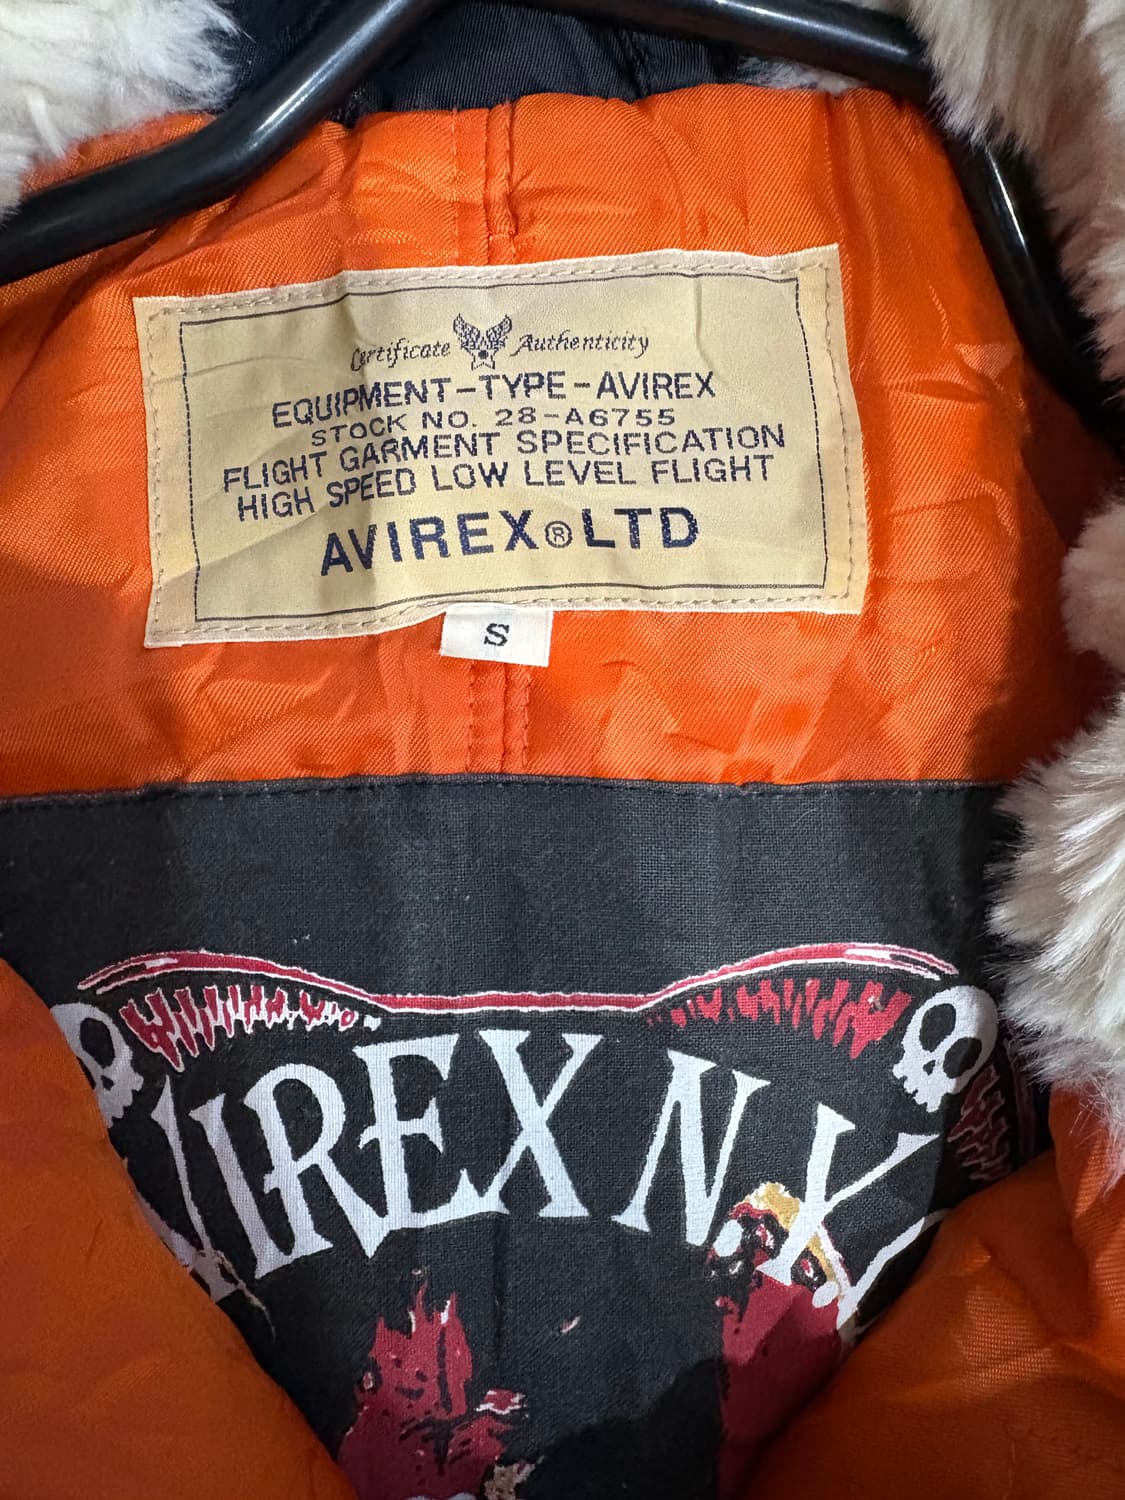 Certificate Authenticity
EQUIPMENT-TYPE-AVIREX
STOCK NO. 28-A6755
FLIGHT GARMENT SPECIFICATION
HIGH SPEED LOW LEVEL FLIGHT
AVIREX® LTD
S
AVIREX N.Y.